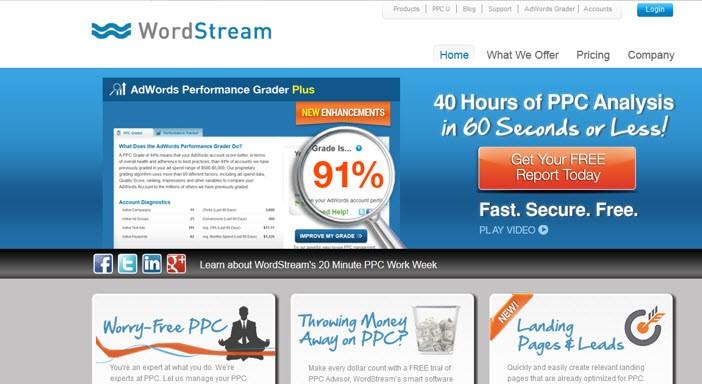 Products | PPC U | Blog | Support | AdWords Grader | Accounts
Login
WordStream
Home
What We Offer
Pricing
Company
AdWords Performance Grader Plus
NEW ENHANCEMENTS
PPC Grader
Performance Tracker
What Does the AdWords Performance Grader Do?
Account Diagnostics
Grade Is...
91%
Help!
IMPROVE MY GRADE
40 Hours of PPC Analysis
in 60 Seconds or Less!
Get Your FREE
Report Today
Fast. Secure. Free.
PLAY VIDEO
f
t
in
g+
Learn about WordStream's 20 Minute PPC Work Week
Worry-Free PPC
You're an expert at what you do. We're
experts at PPC. Let us manage your PPC
Throwing Money
Away on PPC?
Make every dollar count with a FREE trial of
PPC Advisor, WordStream's smart software
NEW!
Landing
Pages & Leads
Quickly and easily create relevant landing
pages that are already optimized for PPC.